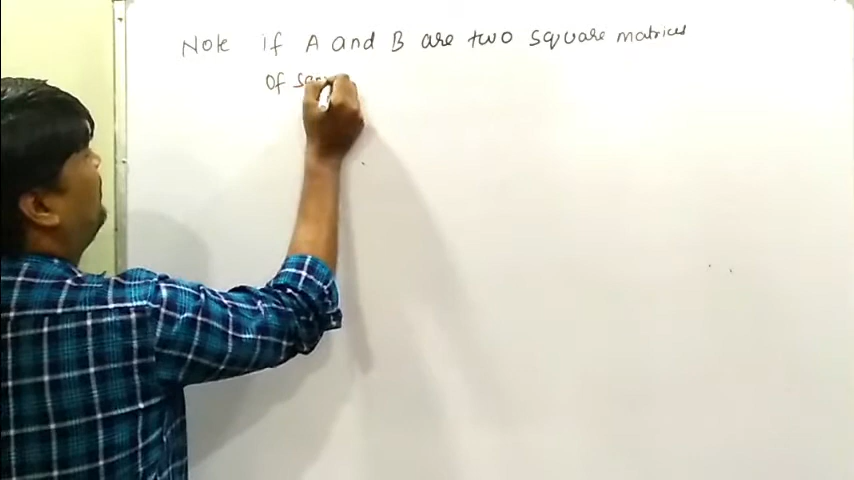 Note if A and B are two square matrices
of